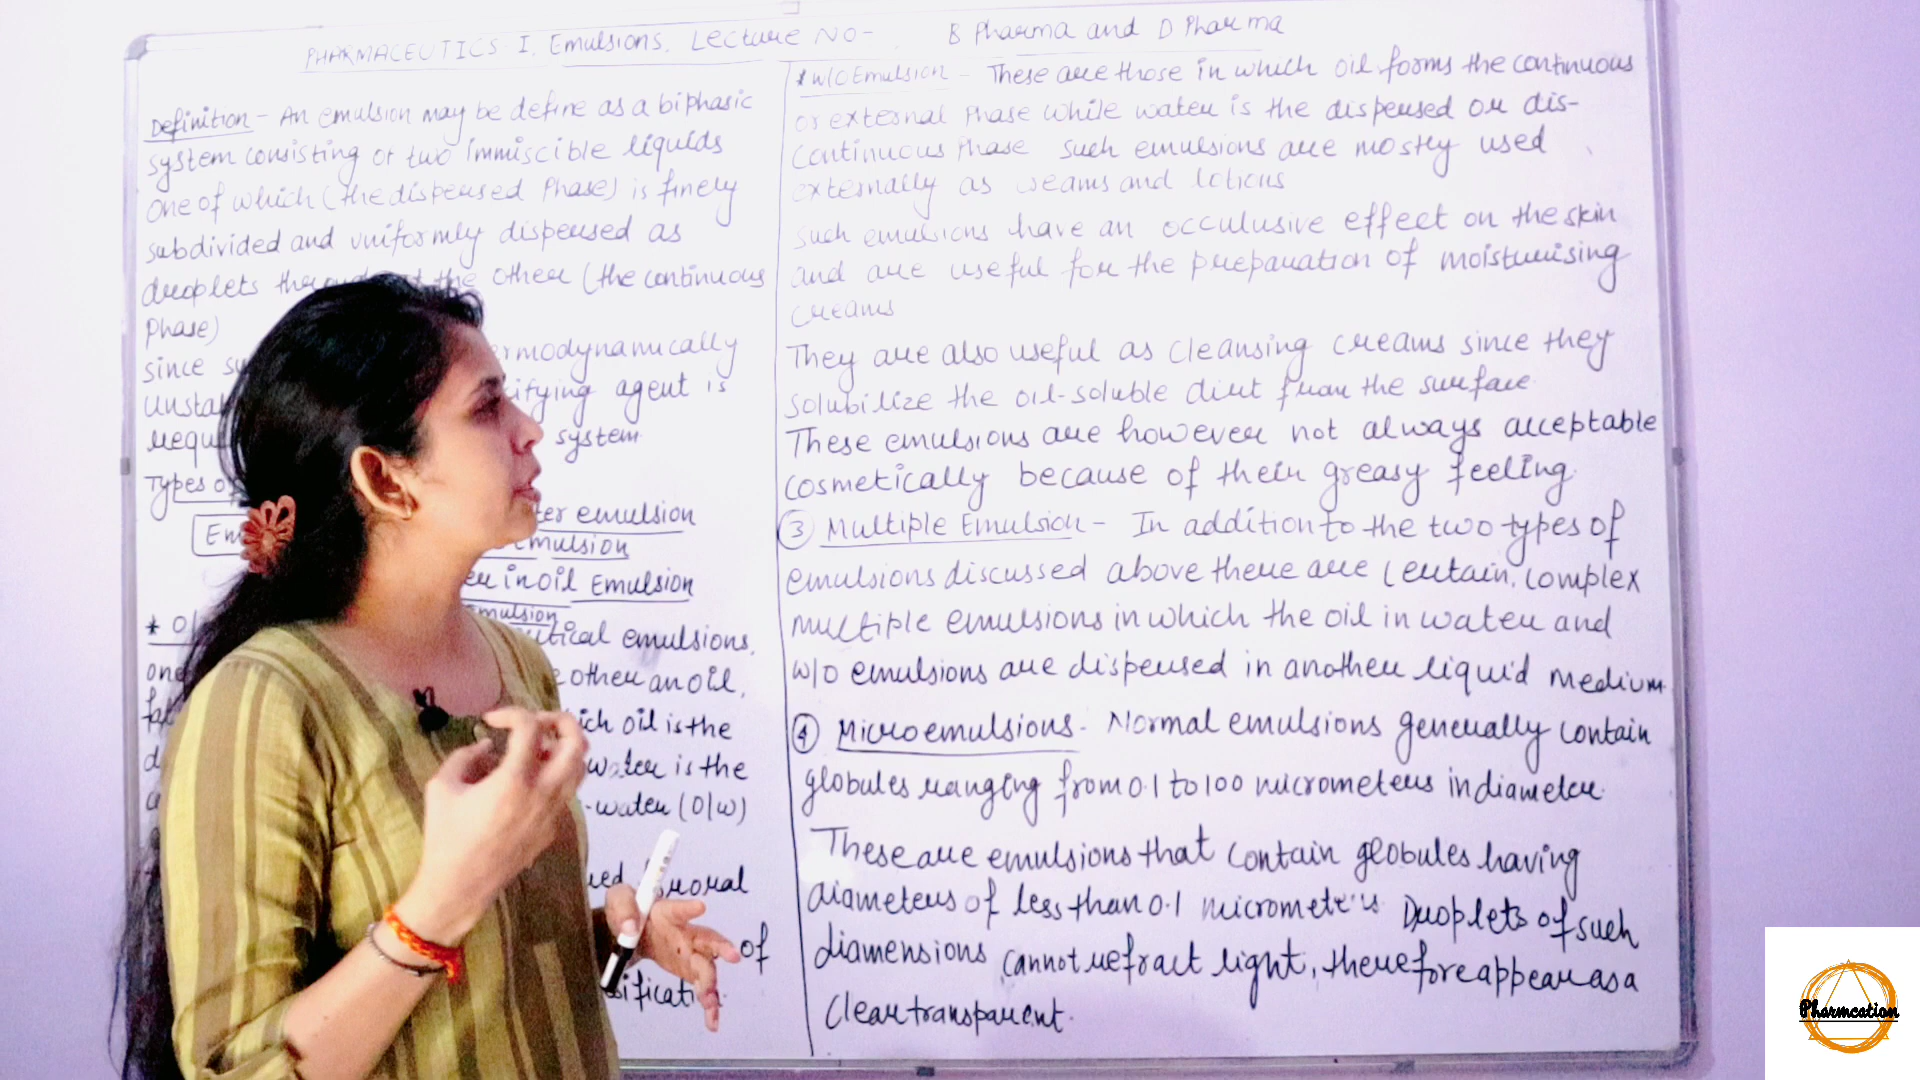 PHARMACEUTICS I. Emulsions. Lecture NO- B Pharma and D Pharma
Definition - An emulsion may be define as a biphasic
system consisting of two immiscible liquids
one of which (the dispersed Phase) is finely
subdivided and uniformly dispersed as
droplets the other (the continuous
Phase)
since
agent is
system.
Types of
emulsion
emulsion
in oil Emulsion
emulsion
* O/
emulsions,
one other an oil,
oil is the
water is the
-water (O/W)
oral
of
* W/O Emulsion - These are those in which oil forms the continuous
or external Phase while water is the dispersed or dis-
continuous Phase such emulsions are mostly used
externally as creams and lotions
such emulsions have an occulusive effect on the skin
and are useful for the preparation of moisturising
creams
They are also useful as cleansing creams since they
solubilize the oil-soluble dirt from the surface.
These emulsions are however not always acceptable
cosmetically because of their greasy feeling.
③ Multiple Emulsion - In addition to the two types of
emulsions discussed above there are certain, complex
multiple emulsions in which the oil in water and
w/o emulsions are dispersed in another liquid medium.
④ Microemulsions - Normal emulsions generally contain
globules ranging from 0.1 to 100 micrometers in diameter.
These are emulsions that contain globules having
diameters of less than 0.1 micrometers Droplets of such
diamensions cannot refract light, therefore appear as a
clear transparent.
Pharmcation